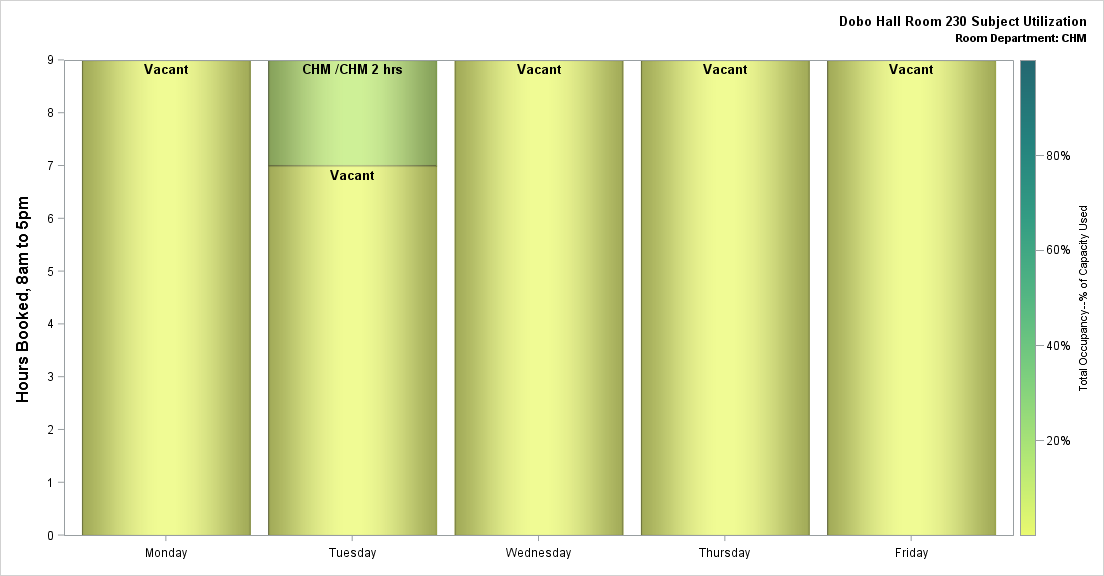 Dobo Hall Room 230 Subject Utilization
Room Department: CHM
Hours Booked, 8am to 5pm
9
8
7
6
5
4
3
2
1
0
Vacant
CHM /CHM 2 hrs
Vacant
Vacant
Vacant
Vacant
Monday
Tuesday
Wednesday
Thursday
Friday
80%
60%
40%
20%
Total Occupancy--% of Capacity Used